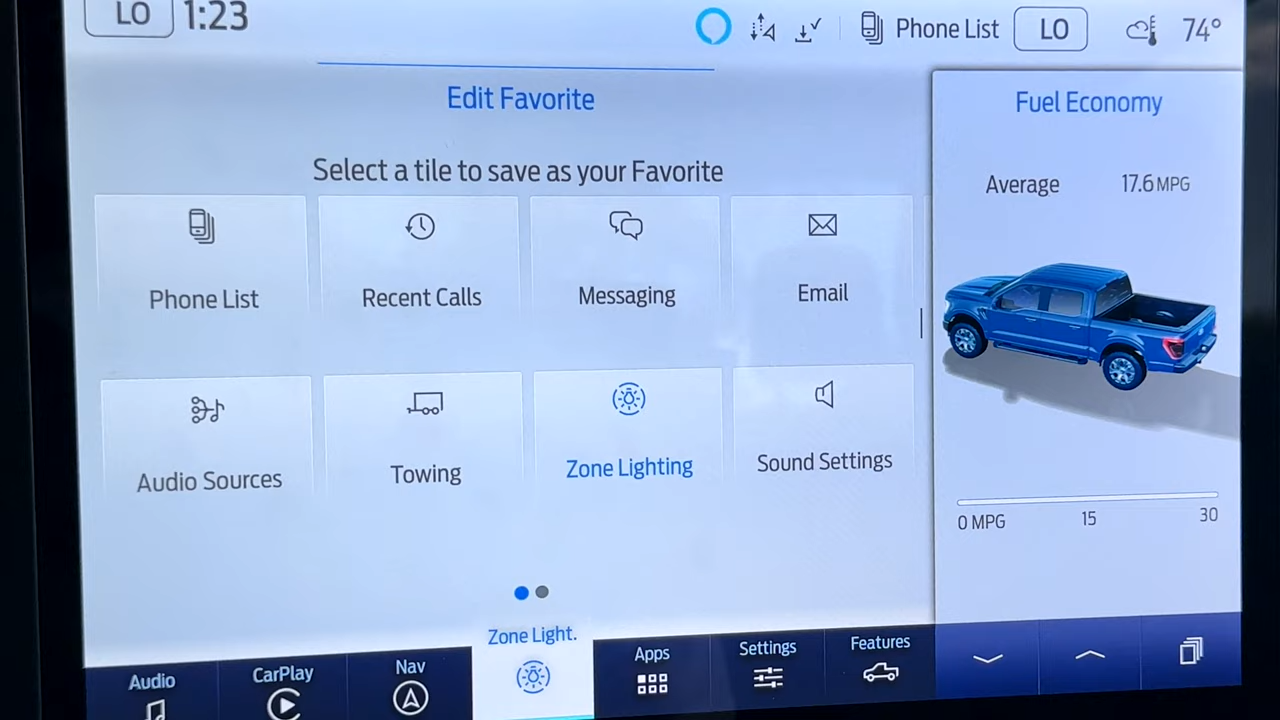 LO 1:23 Phone List LO 74°
Edit Favorite
Select a tile to save as your Favorite
Phone List Recent Calls Messaging Email
Audio Sources Towing Zone Lighting Sound Settings
Fuel Economy
Average 17.6 MPG
0 MPG 15 30
Audio CarPlay Nav Zone Light. Apps Settings Features